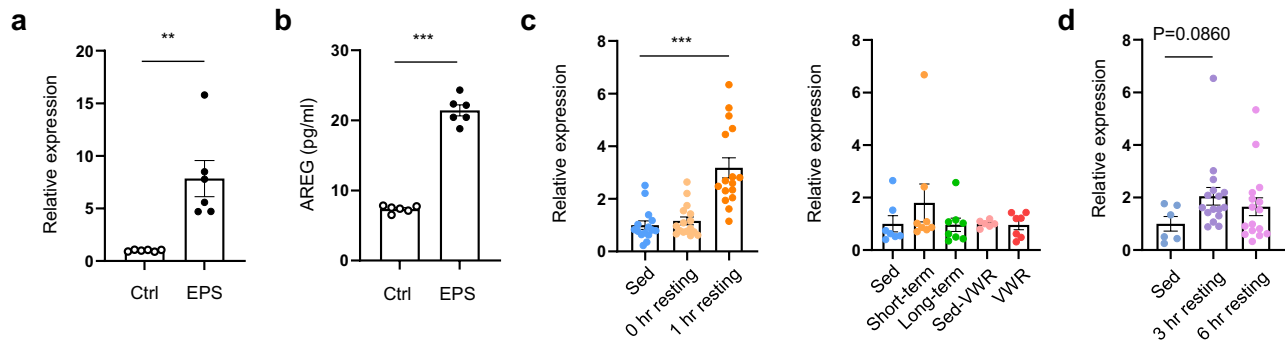 a
Relative expression
20
15
10
5
0
**
Ctrl
EPS
b
AREG (pg/ml)
30
20
10
0
***
Ctrl
EPS
c
Relative expression
8
6
4
2
0
***
Sed
0 hr resting
1 hr resting
Relative expression
8
6
4
2
0
Sed
Short-term
Long-term
Sed-VWR
VWR
d
Relative expression
8
6
4
2
0
P=0.0860
Sed
3 hr resting
6 hr resting